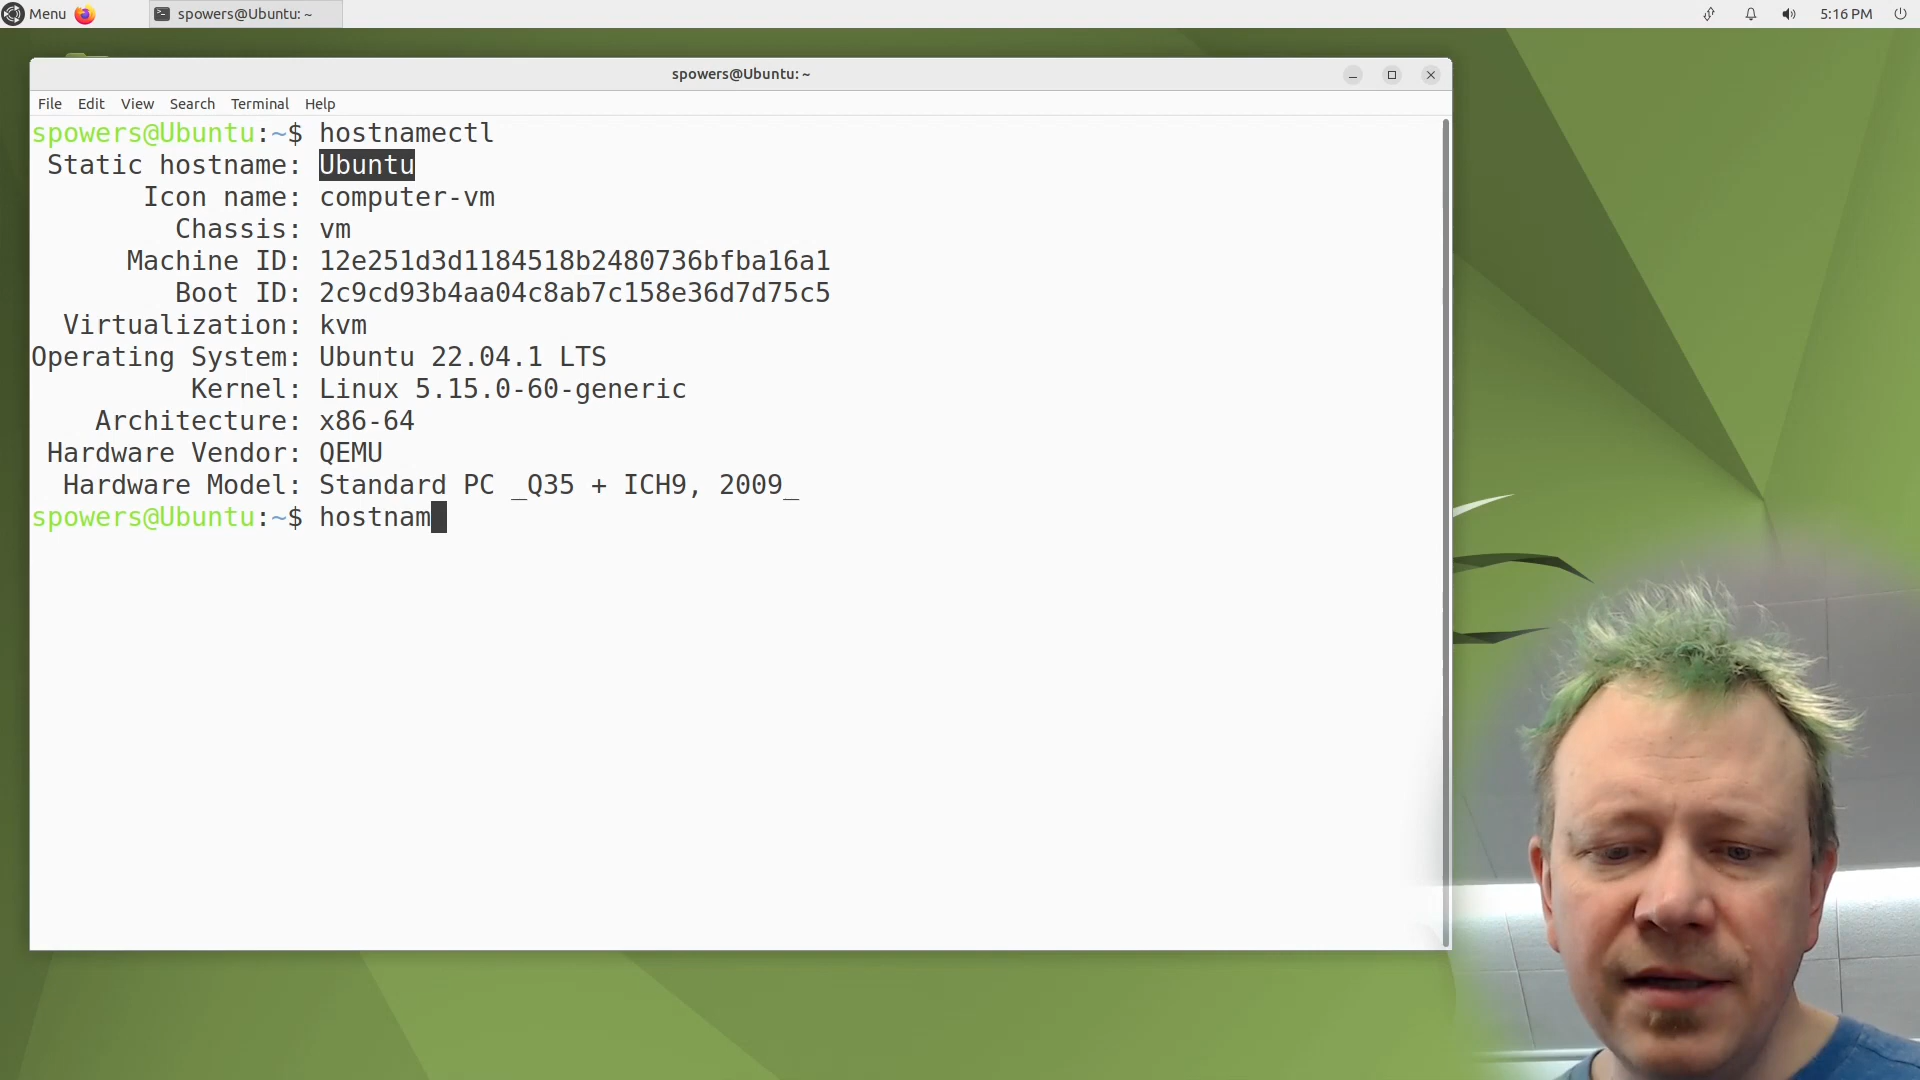 Menu spowers@Ubuntu: ~ 5:16 PM
spowers@Ubuntu: ~
File Edit View Search Terminal Help
spowers@Ubuntu:~$ hostnamectl
Static hostname: Ubuntu
Icon name: computer-vm
Chassis: vm
Machine ID: 12e251d3d1184518b2480736bfba16a1
Boot ID: 2c9cd93b4aa04c8ab7c158e36d7d75c5
Virtualization: kvm
Operating System: Ubuntu 22.04.1 LTS
Kernel: Linux 5.15.0-60-generic
Architecture: x86-64
Hardware Vendor: QEMU
Hardware Model: Standard PC _Q35 + ICH9, 2009_
spowers@Ubuntu:~$ hostnam